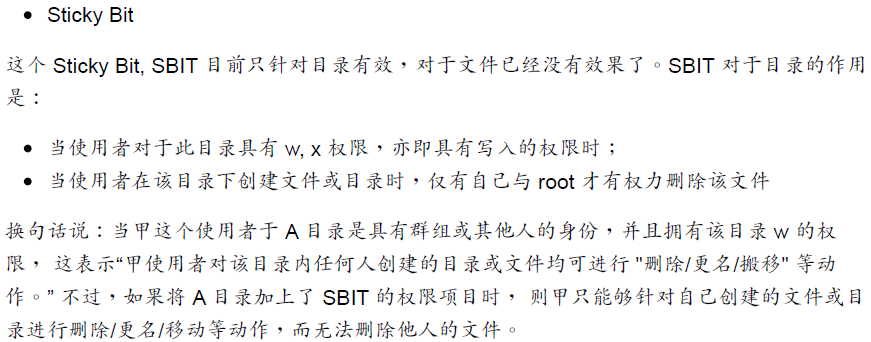 • Sticky Bit
这个 Sticky Bit, SBIT 目前只针对目录有效，对于文件已经没有效果了。SBIT 对于目录的作用
是：
• 当使用者对于此目录具有 w, x 权限，亦即具有写入的权限时；
• 当使用者在该目录下创建文件或目录时，仅有自己与 root 才有权力删除该文件
换句话说：当甲这个使用者于 A 目录是具有群组或其他人的身份，并且拥有该目录 w 的权
限， 这表示“甲使用者对该目录内任何人创建的目录或文件均可进行 "删除/更名/搬移" 等动
作。” 不过，如果将 A 目录加上了 SBIT 的权限项目时， 则甲只能够针对自己创建的文件或目
录进行删除/更名/移动等动作，而无法删除他人的文件。